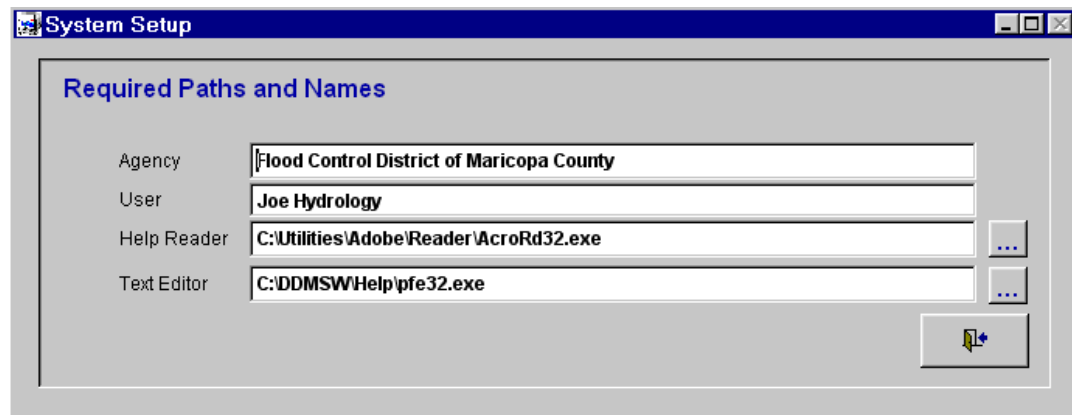 System Setup
Required Paths and Names
Agency Flood Control District of Maricopa County
User Joe Hydrology
Help Reader C:\Utilities\Adobe\Reader\AcroRd32.exe ...
Text Editor C:\DDMSW\Help\pfe32.exe ...